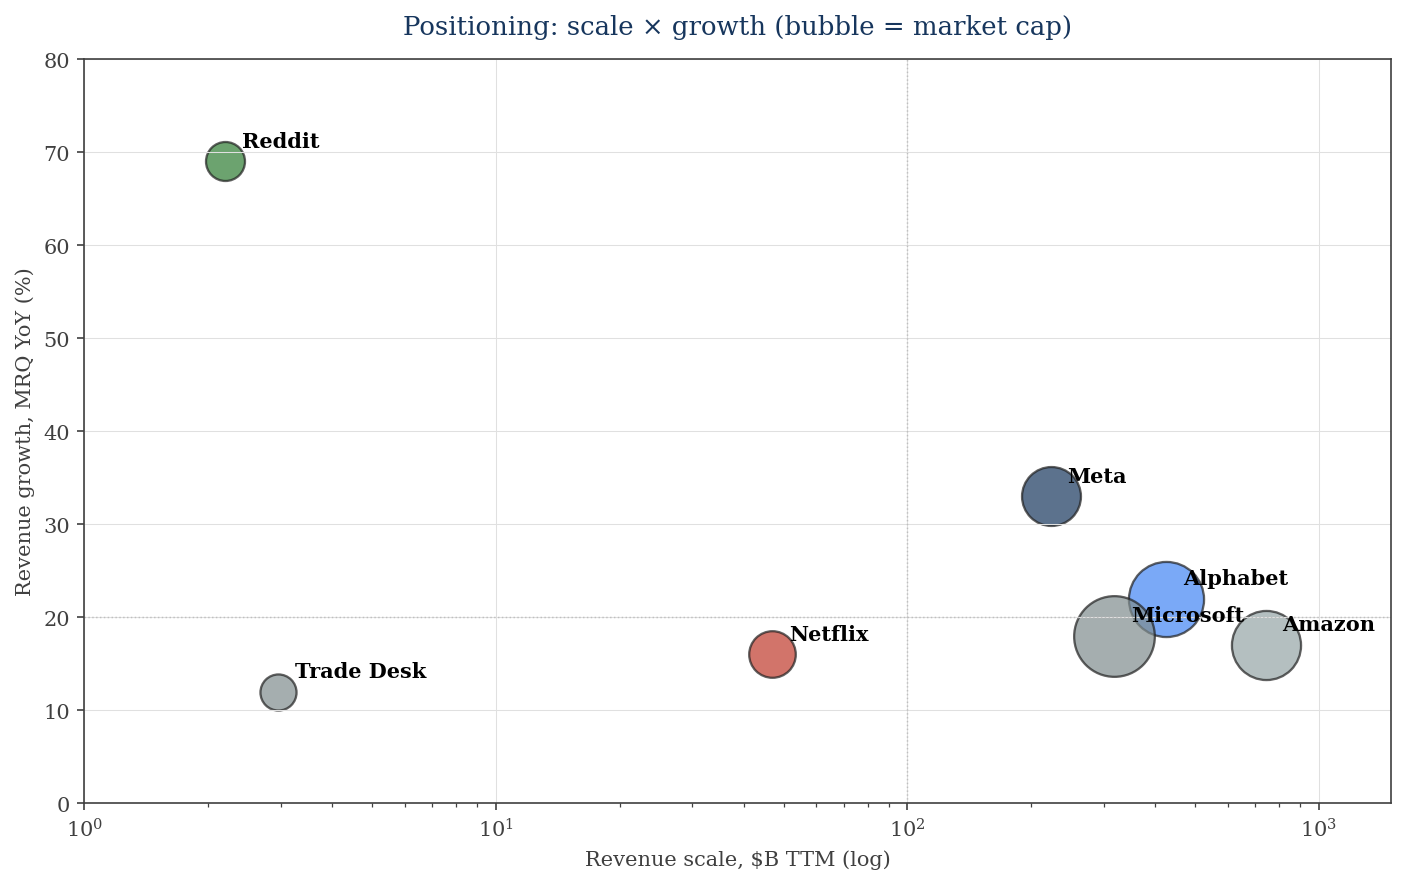 Positioning: scale × growth (bubble = market cap)
Revenue growth, MRQ YoY (%)
80
70
60
50
40
30
20
10
0
Reddit
Meta
Alphabet
Microsoft
Amazon
Netflix
Trade Desk
10⁰
10¹
10²
10³
Revenue scale, $B TTM (log)